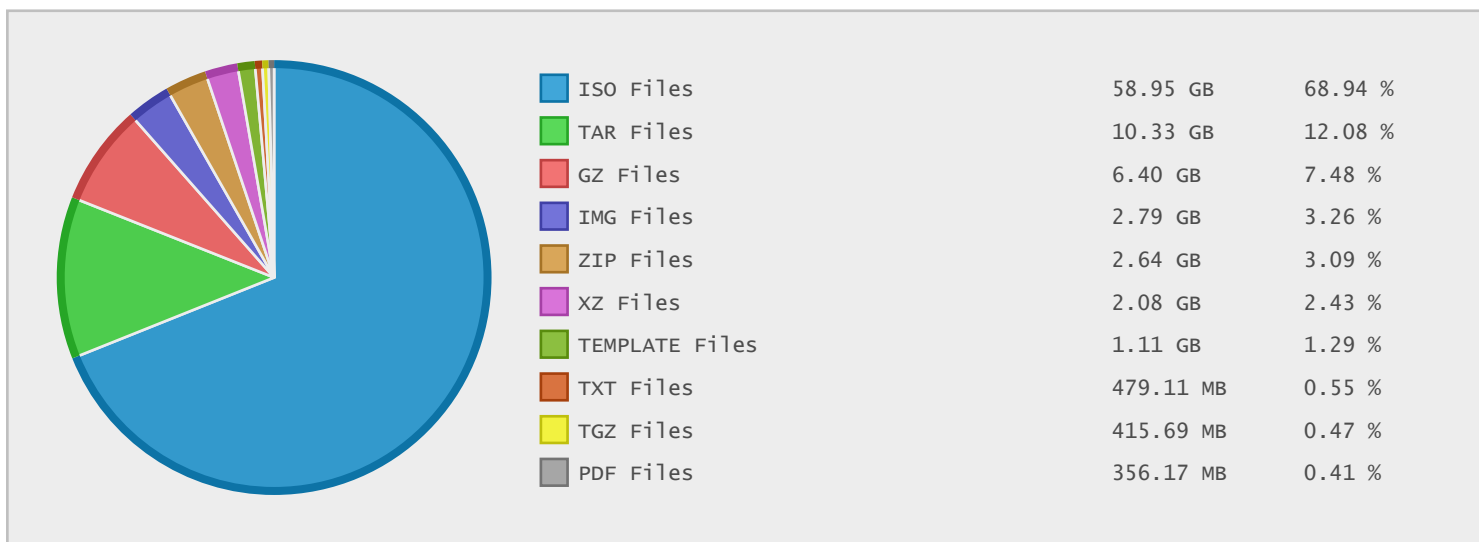 ISO Files 58.95 GB 68.94 %
TAR Files 10.33 GB 12.08 %
GZ Files 6.40 GB 7.48 %
IMG Files 2.79 GB 3.26 %
ZIP Files 2.64 GB 3.09 %
XZ Files 2.08 GB 2.43 %
TEMPLATE Files 1.11 GB 1.29 %
TXT Files 479.11 MB 0.55 %
TGZ Files 415.69 MB 0.47 %
PDF Files 356.17 MB 0.41 %